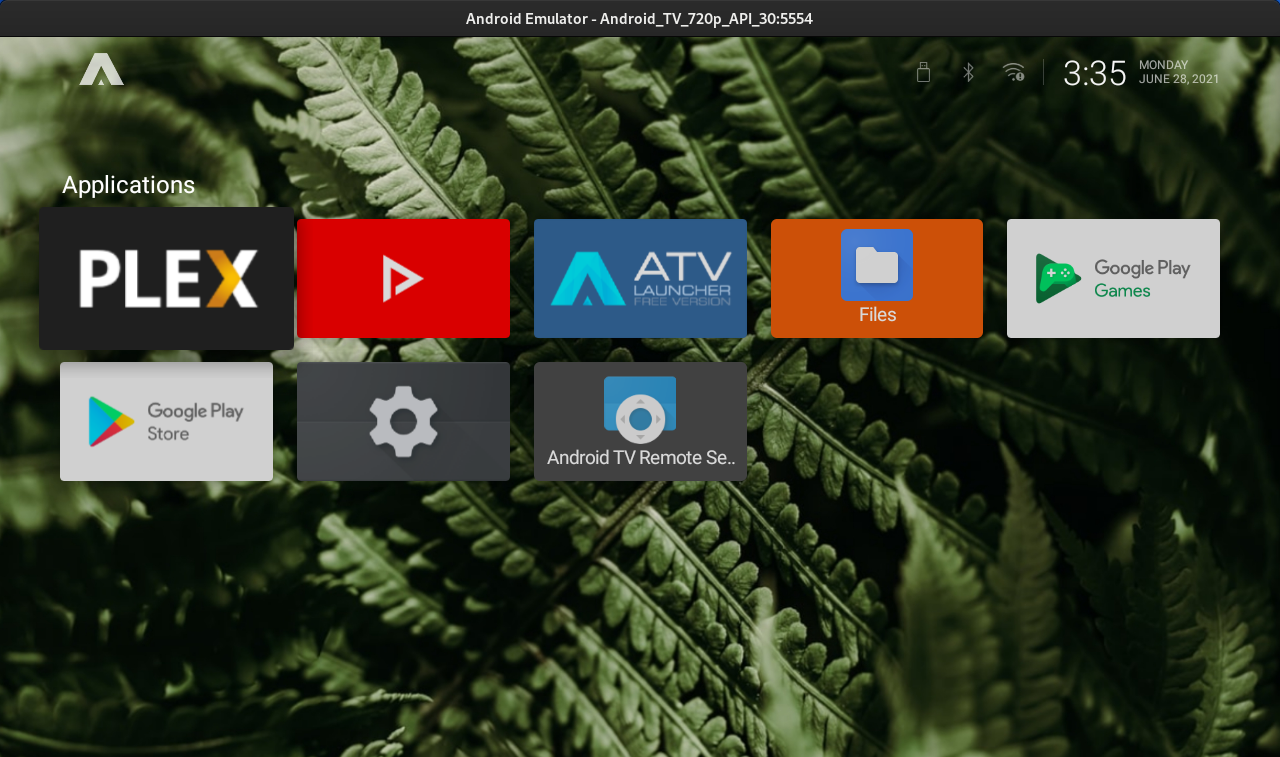 Android Emulator - Android_TV_720p_API_30:5554
3:35
MONDAY
JUNE 28, 2021
Applications
PLEX
ATV
LAUNCHER
FREE VERSION
Files
Google Play
Games
Google Play
Store
Android TV Remote Se..